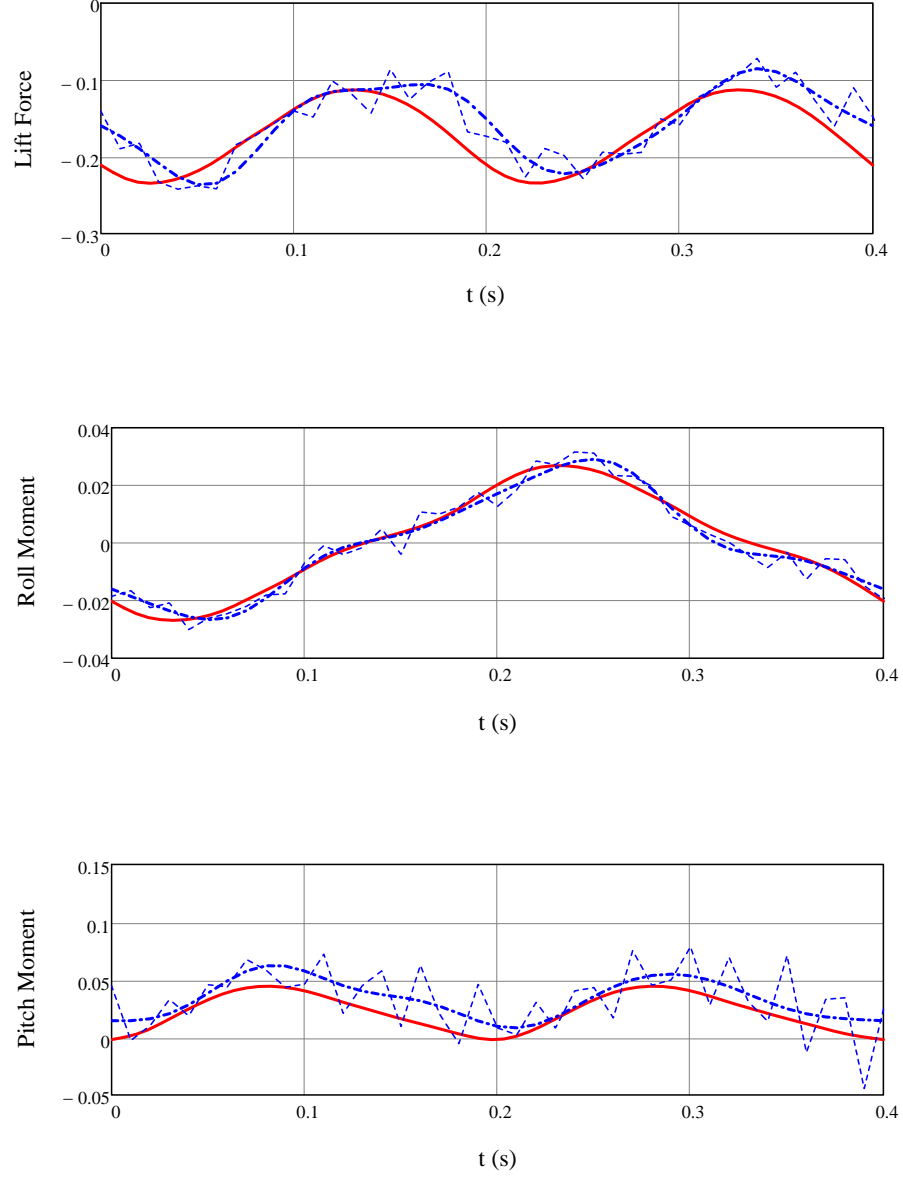 0
− 0.1
− 0.2
− 0.3
Lift Force
0 0.1 0.2 0.3 0.4
t (s)
0.04
0.02
0
− 0.02
− 0.04
Roll Moment
0 0.1 0.2 0.3 0.4
t (s)
0.15
0.1
0.05
0
− 0.05
Pitch Moment
0 0.1 0.2 0.3 0.4
t (s)